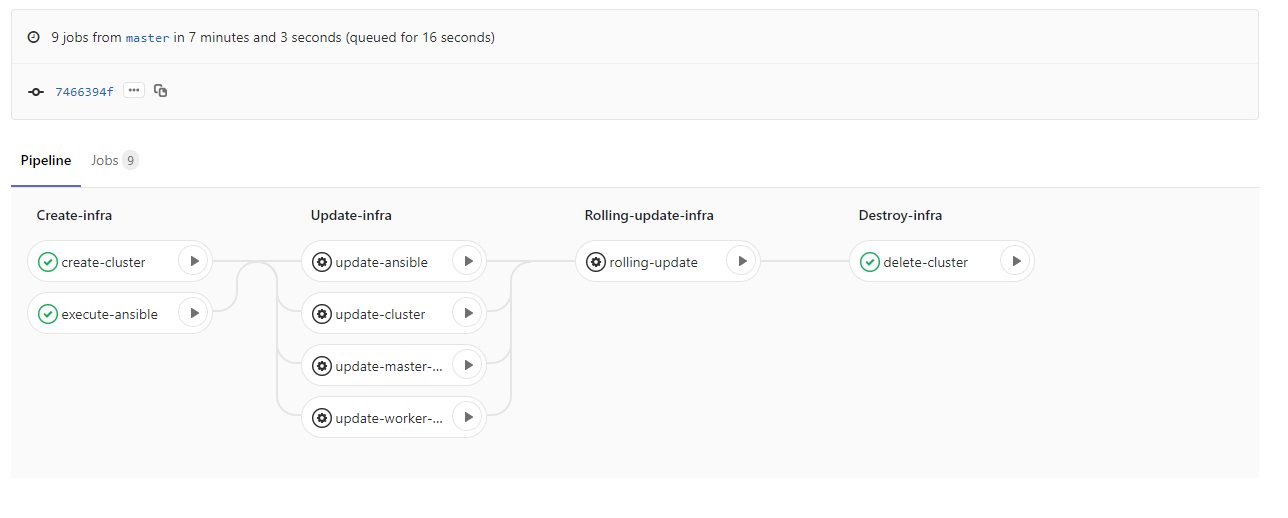 9 jobs from master in 7 minutes and 3 seconds (queued for 16 seconds)
7466394f
Pipeline Jobs 9
Create-infra Update-infra Rolling-update-infra Destroy-infra
create-cluster update-ansible rolling-update delete-cluster
execute-ansible update-cluster
update-master-...
update-worker-...